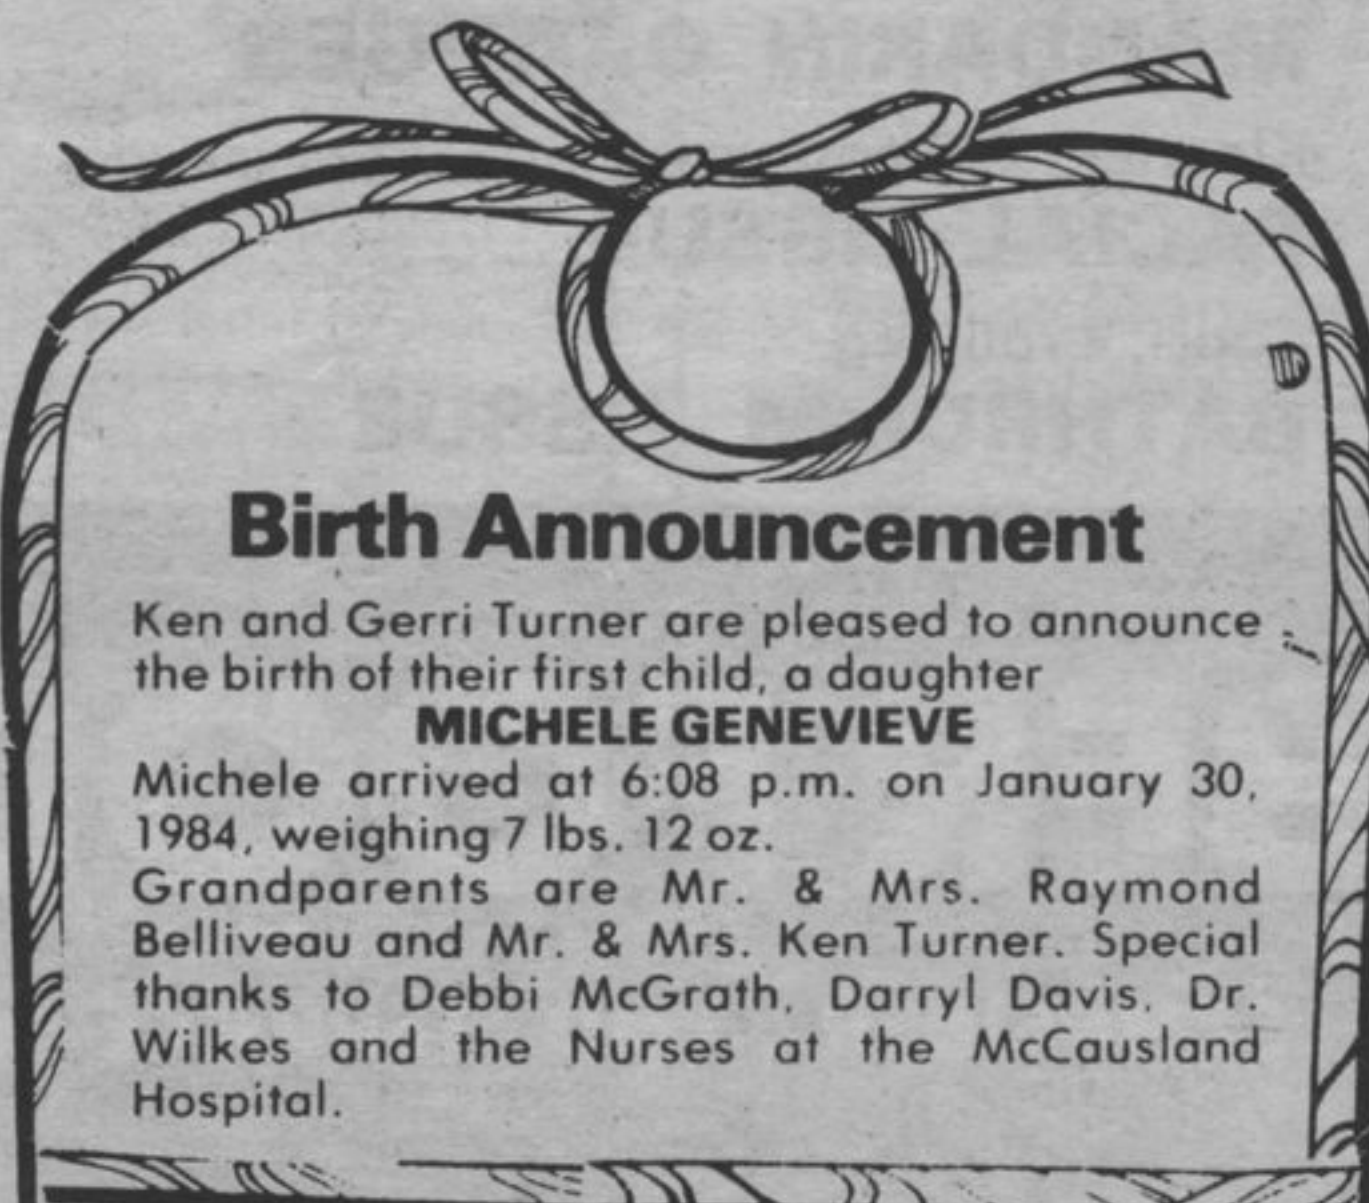 Birth Announcement
Ken and Gerri Turner are pleased to announce
the birth of their first child, a daughter
MICHELE GENEVIEVE
Michele arrived at 6:08 p.m. on January 30,
1984, weighing 7 lbs. 12 oz.
Grandparents are Mr. & Mrs. Raymond
Belliveau and Mr. & Mrs. Ken Turner. Special
thanks to Debbi McGrath, Darryl Davis, Dr.
Wilkes and the Nurses at the McCausland
Hospital.